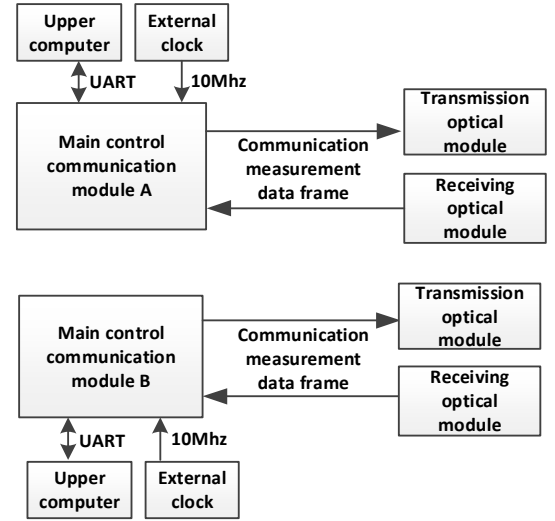 Upper
computer
External
clock
UART
10Mhz
Main control
communication
module A
Communication
measurement
data frame
Transmission
optical
module
Receiving
optical
module
Main control
communication
module B
Communication
measurement
data frame
Transmission
optical
module
Receiving
optical
module
UART
10Mhz
Upper
computer
External
clock